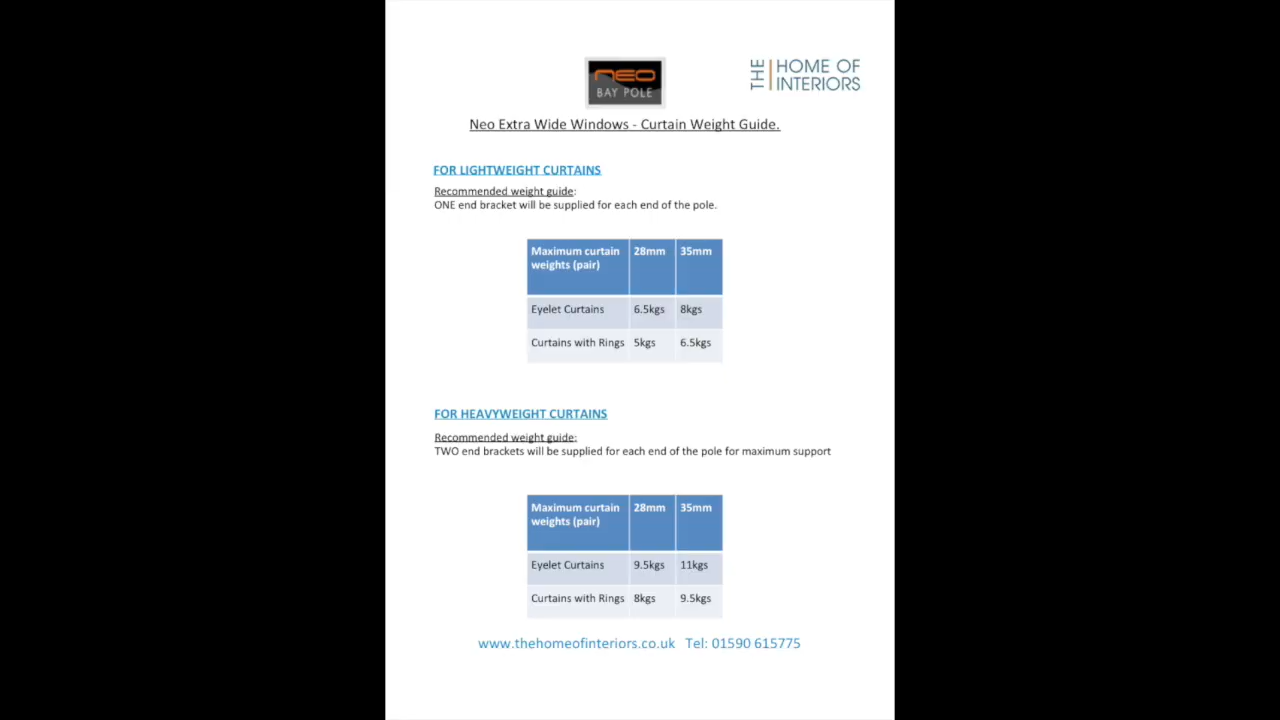 neo
BAY POLE
THE HOME OF
INTERIORS
Neo Extra Wide Windows - Curtain Weight Guide.
FOR LIGHTWEIGHT CURTAINS
Recommended weight guide:
ONE end bracket will be supplied for each end of the pole.
Maximum curtain weights (pair) 28mm 35mm
Eyelet Curtains 6.5kgs 8kgs
Curtains with Rings 5kgs 6.5kgs
FOR HEAVYWEIGHT CURTAINS
Recommended weight guide:
TWO end brackets will be supplied for each end of the pole for maximum support
Maximum curtain weights (pair) 28mm 35mm
Eyelet Curtains 9.5kgs 11kgs
Curtains with Rings 8kgs 9.5kgs
www.thehomeofinteriors.co.uk Tel: 01590 615775